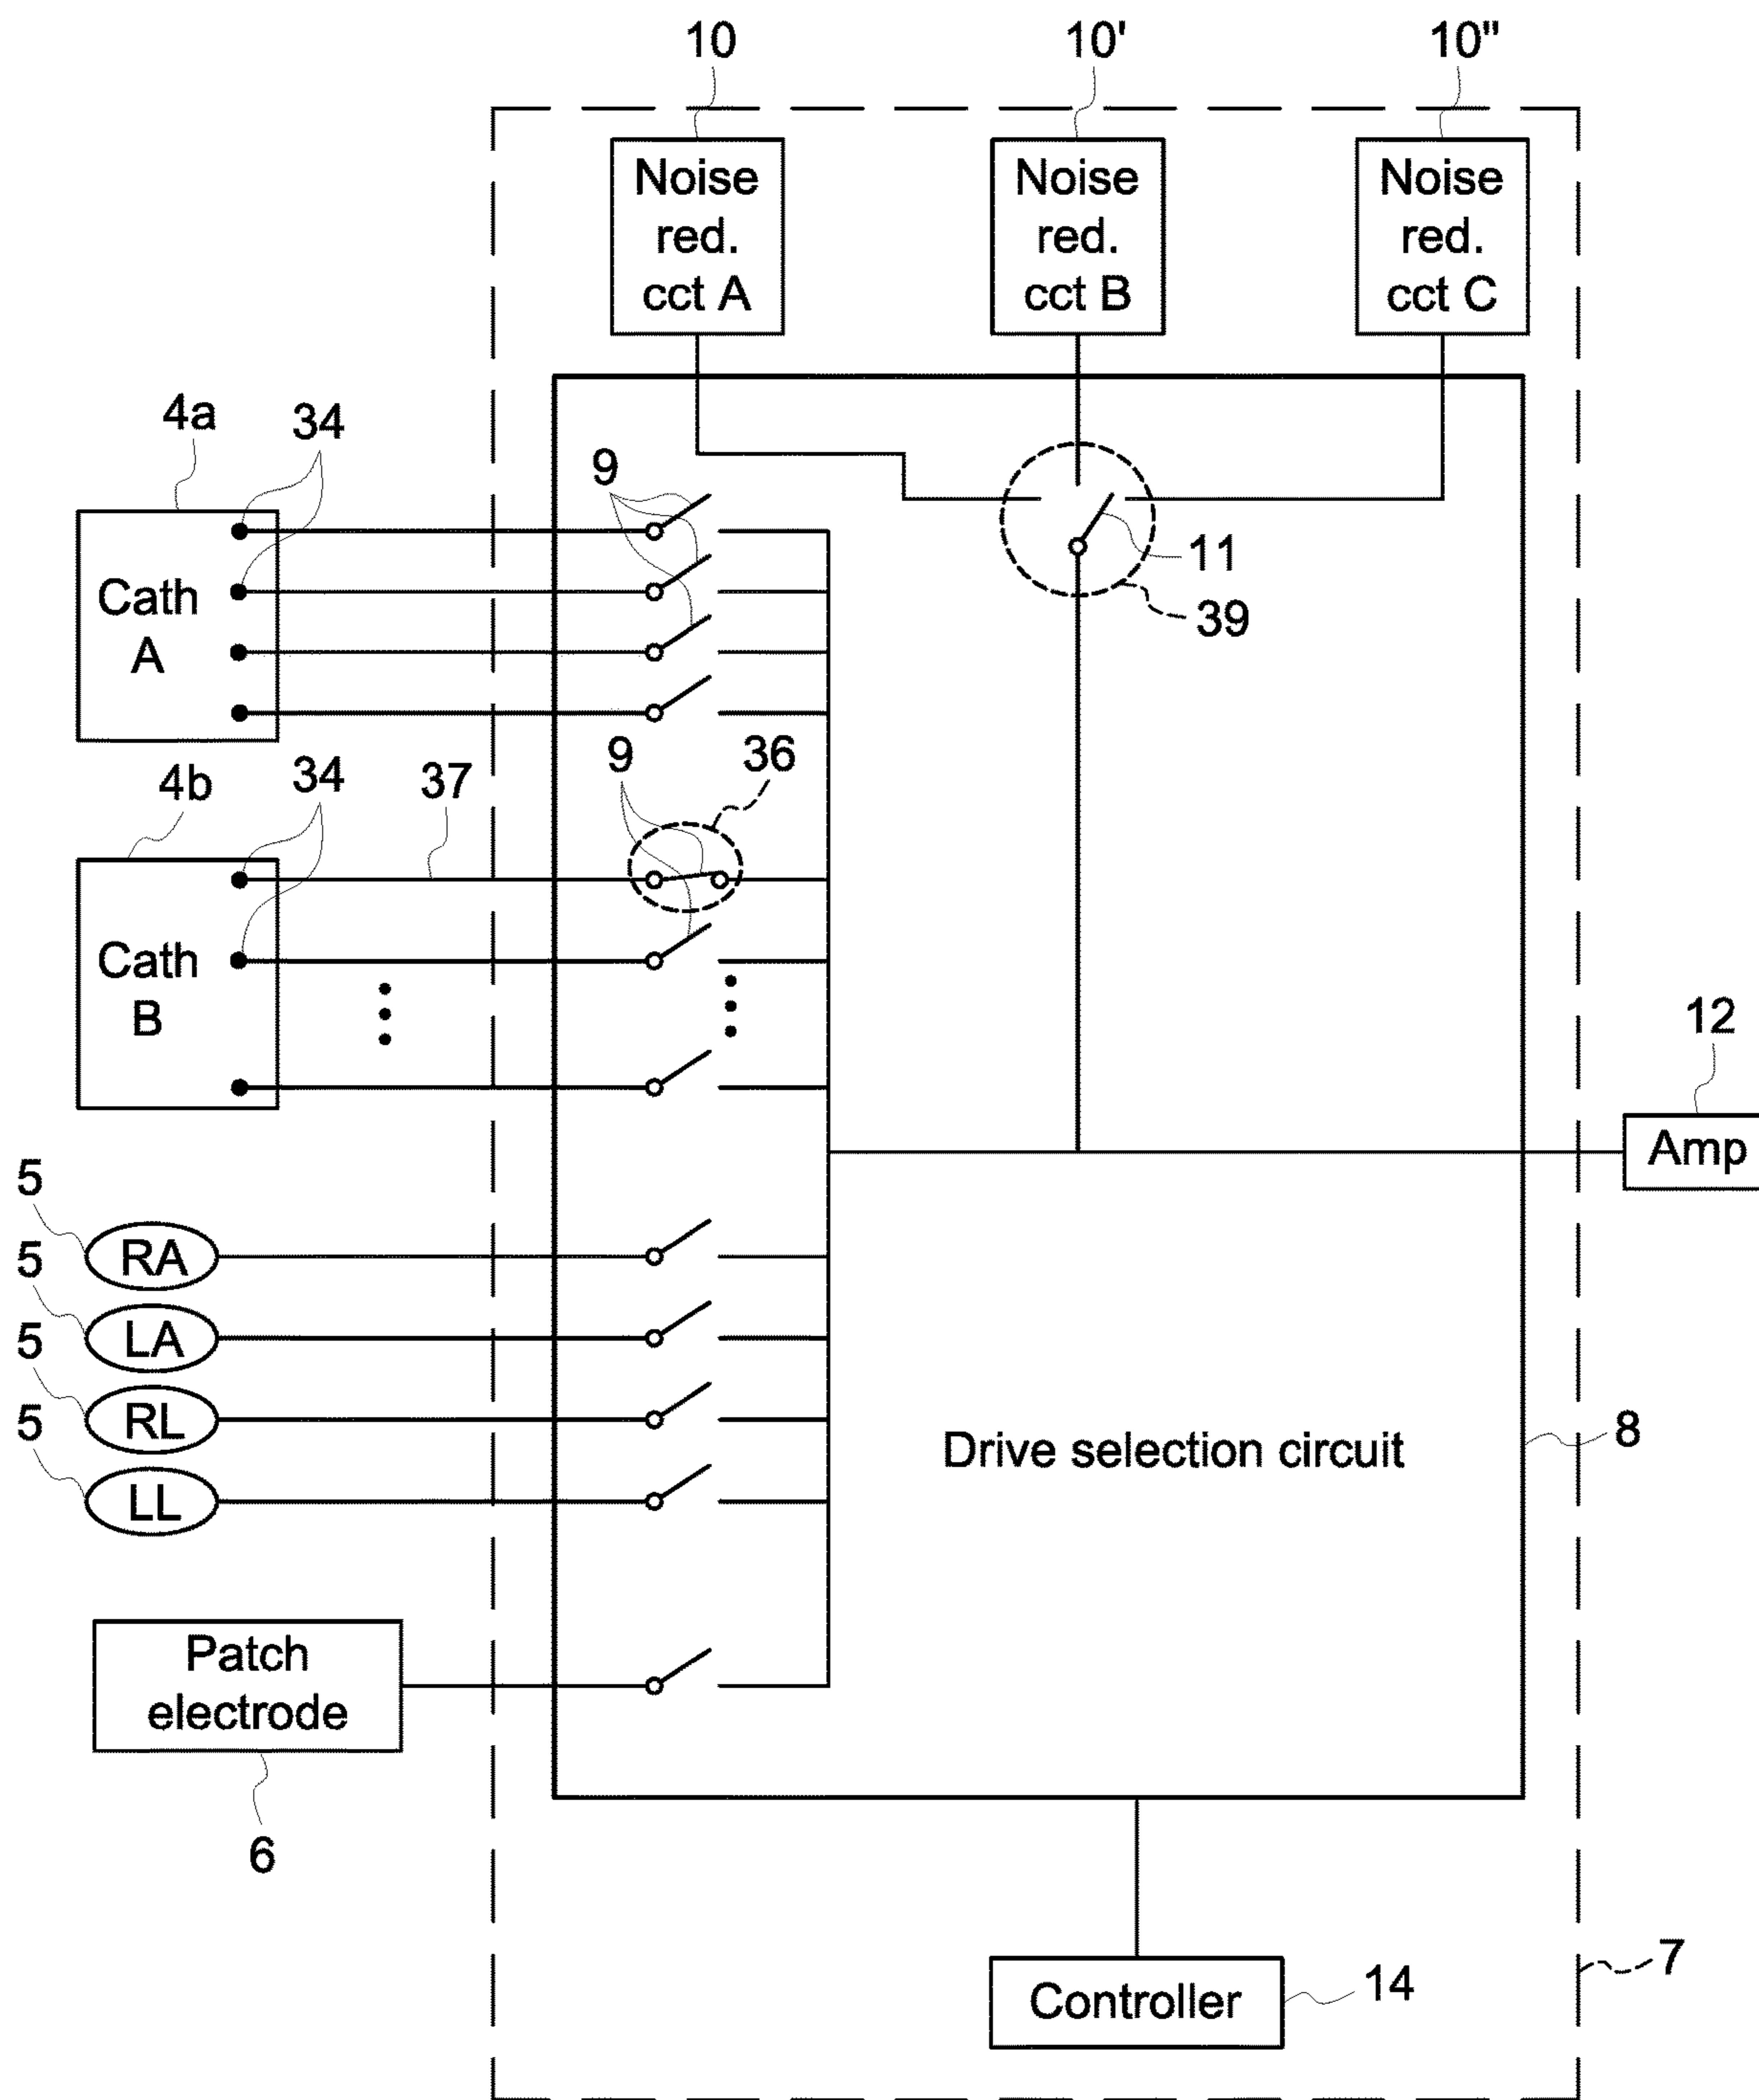 10
10'
10"
Noise
red.
cct A
Noise
red.
cct B
Noise
red.
cct C
4a
34
9
11
39
Cath
A
4b
34
37
9
36
Cath
B
12
Amp
5
RA
5
LA
5
RL
5
LL
Drive selection circuit
8
Patch
electrode
6
Controller
14
7